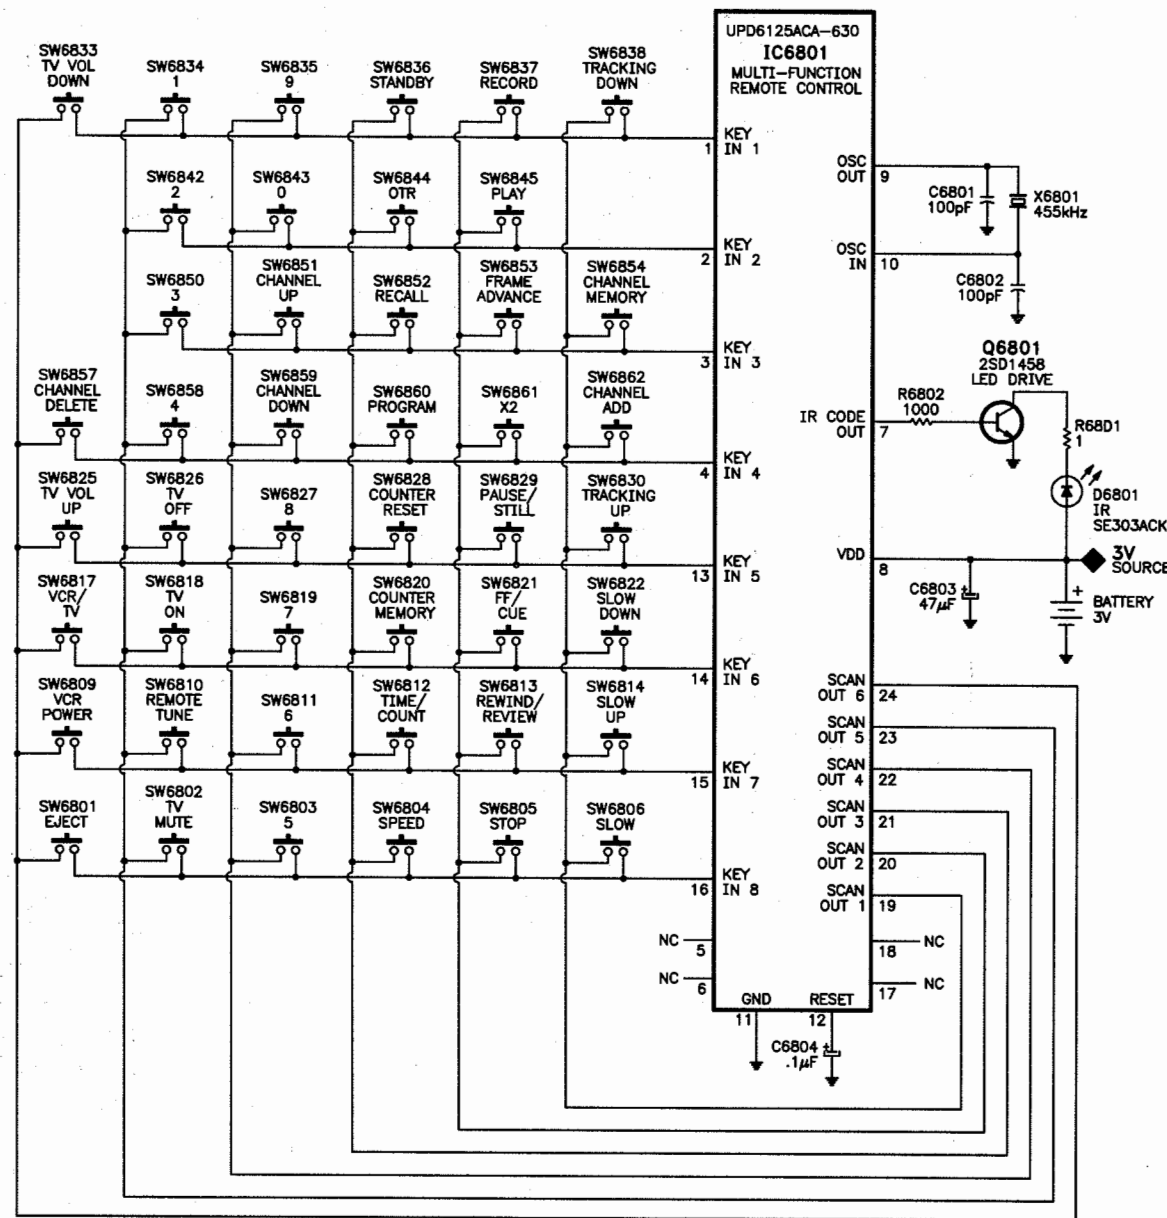 UPD6125ACA-630
IC6801
MULTI-FUNCTION
REMOTE CONTROL
SW6833
TV VOL
DOWN
SW6834
1
SW6835
9
SW6836
STANDBY
SW6837
RECORD
SW6838
TRACKING
DOWN
KEY
1 IN 1
SW6842
2
SW6843
0
SW6844
OTR
SW6845
PLAY
KEY
2 IN 2
SW6850
3
SW6851
CHANNEL
UP
SW6852
RECALL
SW6853
FRAME
ADVANCE
SW6854
CHANNEL
MEMORY
KEY
3 IN 3
SW6857
CHANNEL
DELETE
SW6858
4
SW6859
CHANNEL
DOWN
SW6860
PROGRAM
SW6861
X2
SW6862
CHANNEL
ADD
KEY
4 IN 4
SW6825
TV VOL
UP
SW6826
TV
OFF
SW6827
8
SW6828
COUNTER
RESET
SW6829
PAUSE/
STILL
SW6830
TRACKING
UP
KEY
13 IN 5
SW6817
VCR/
TV
SW6818
TV
ON
SW6819
7
SW6820
COUNTER
MEMORY
SW6821
FF/
CUE
SW6822
SLOW
DOWN
KEY
14 IN 6
SW6809
VCR
POWER
SW6810
REMOTE
TUNE
SW6811
6
SW6812
TIME/
COUNT
SW6813
REWIND/
REVIEW
SW6814
SLOW
UP
KEY
15 IN 7
SW6801
EJECT
SW6802
TV
MUTE
SW6803
5
SW6804
SPEED
SW6805
STOP
SW6806
SLOW
KEY
16 IN 8
NC
5
NC
6
OSC
OUT 9
C6801
100pF
X6801
455kHz
OSC
IN 10
C6802
100pF
Q6801
2SD1458
LED DRIVE
R6802
1000
IR CODE
OUT 7
R68D1
1
D6801
IR
SE303ACK
VDD 8
3V
SOURCE
C6803 +
47μF
+
BATTERY
3V
SCAN
OUT 6 24
SCAN
OUT 5 23
SCAN
OUT 4 22
SCAN
OUT 3 21
SCAN
OUT 2 20
SCAN
OUT 1 19
18 NC
17 NC
GND
11
RESET
12
C6804 +
.1μF